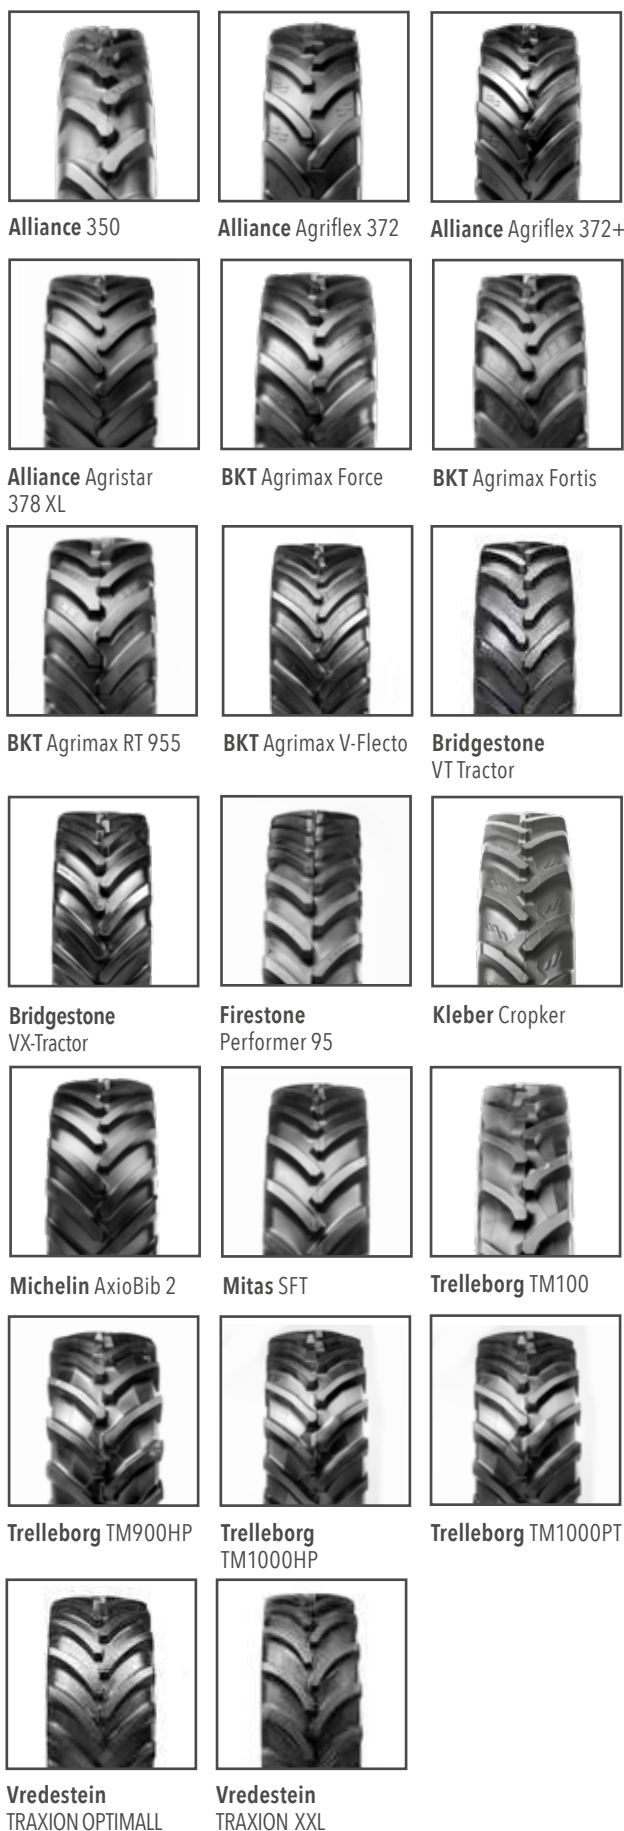 Alliance 350
Alliance Agriflex 372
Alliance Agriflex 372+
Alliance Agristar
378 XL
BKT Agrimax Force
BKT Agrimax Fortis
BKT Agrimax RT 955
BKT Agrimax V-Flecto
Bridgestone
VT Tractor
Bridgestone
VX-Tractor
Firestone
Performer 95
Kleber Cropker
Michelin AxioBib 2
Mitas SFT
Trelleborg TM100
Trelleborg TM900HP
Trelleborg
TM1000HP
Trelleborg TM1000PT
Vredestein
TRAXION OPTIMALL
Vredestein
TRAXION XXL